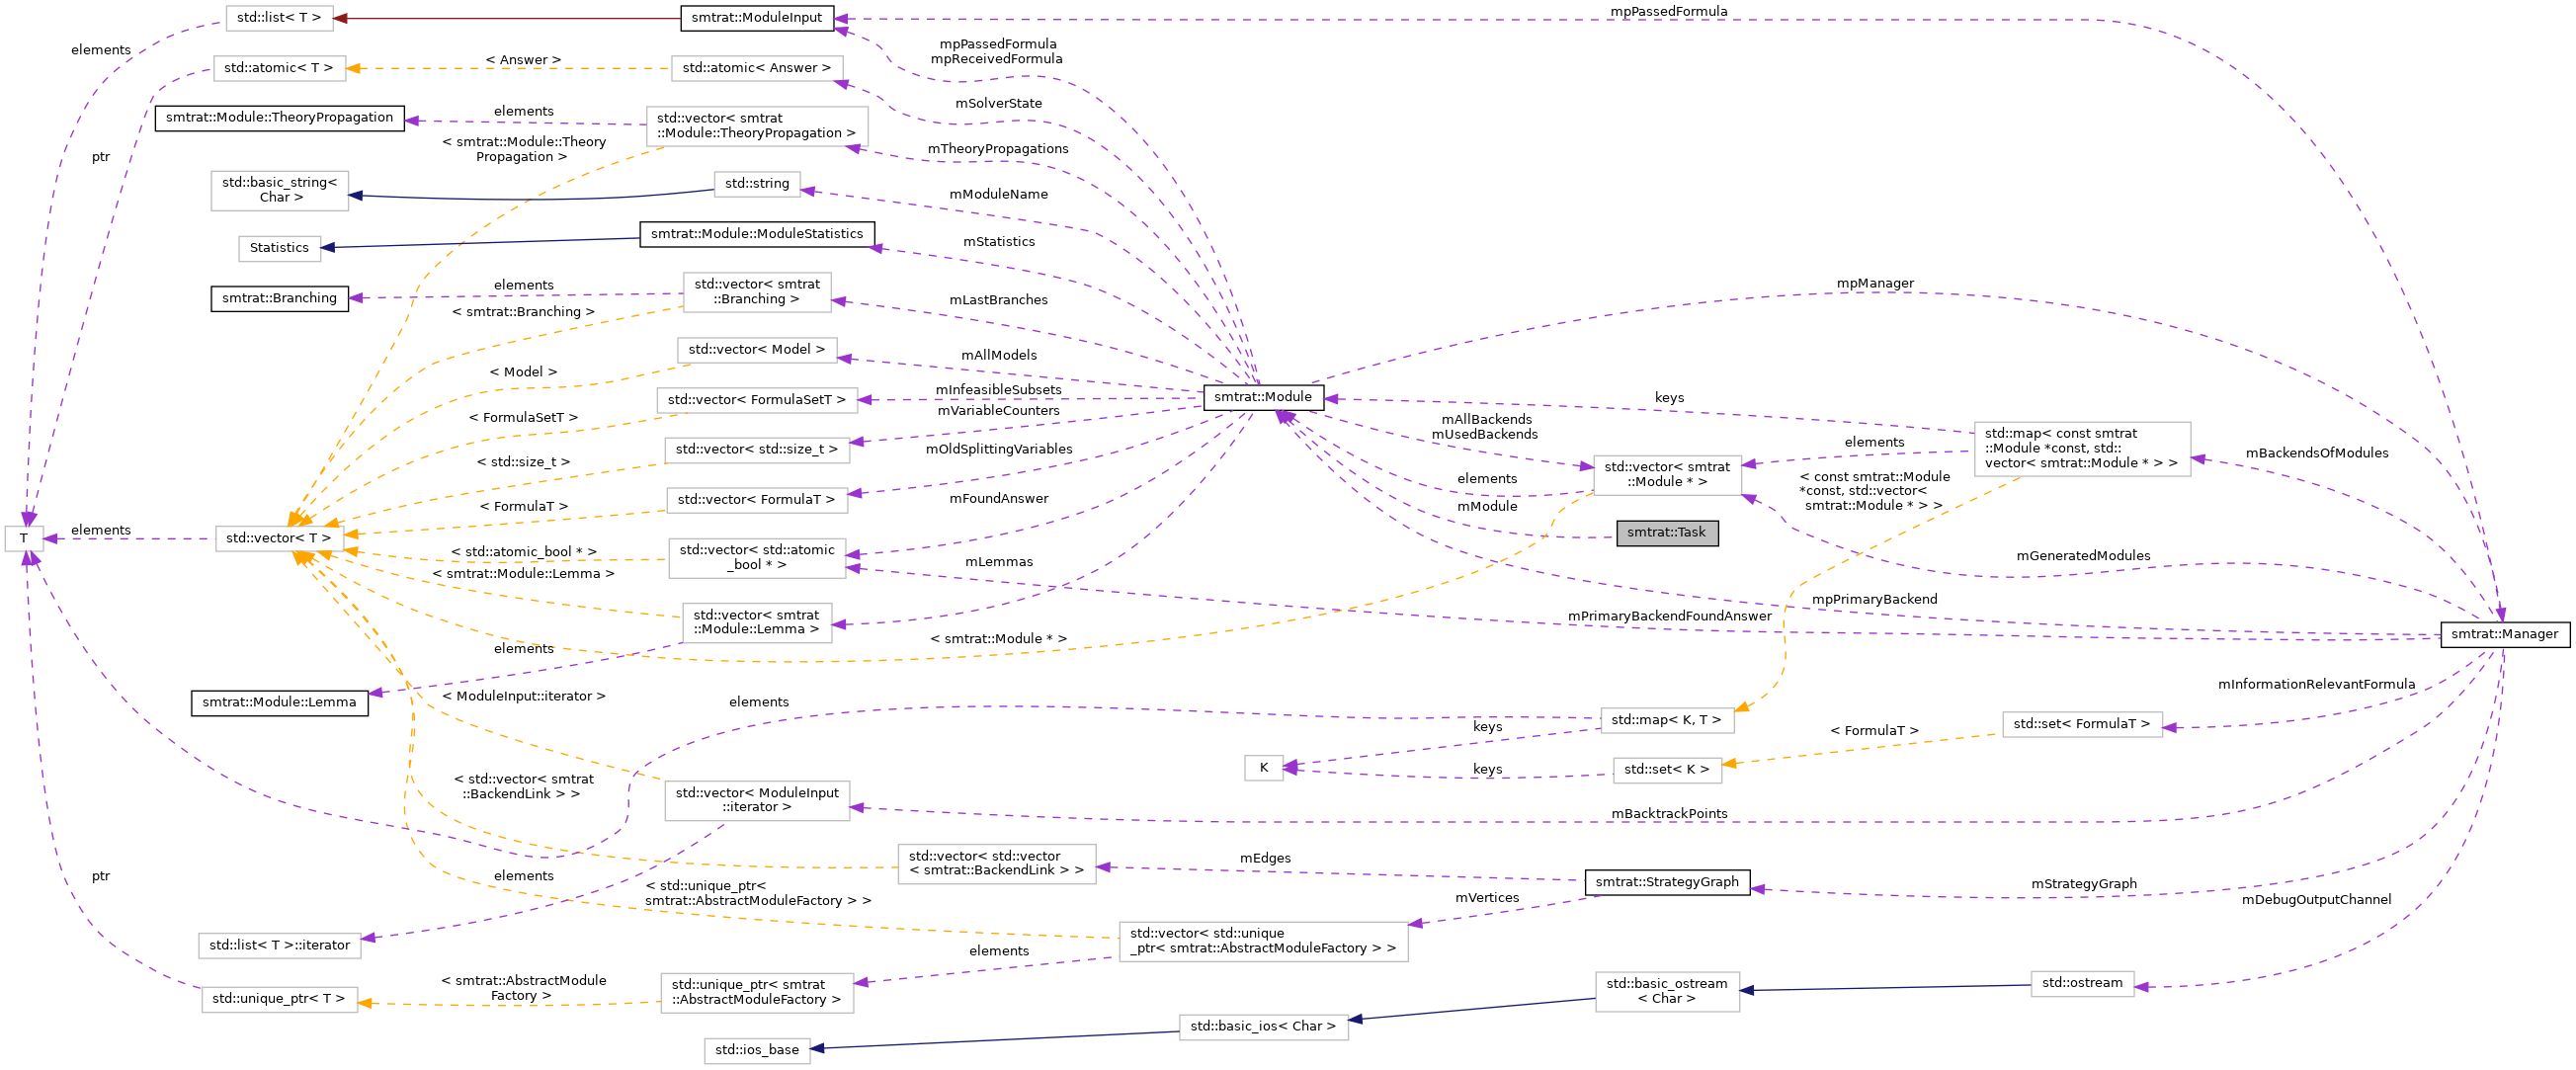 std::list< T >
smtrat::ModuleInput
mpPassedFormula
elements
mpPassedFormula
mpReceivedFormula
std::atomic< T >
< Answer >
std::atomic< Answer >
mSolverState
smtrat::Module::TheoryPropagation
elements
std::vector< smtrat
::Module::TheoryPropagation >
< smtrat::Module::Theory
Propagation >
mTheoryPropagations
ptr
std::basic_string<
Char >
std::string
mModuleName
Statistics
smtrat::Module::ModuleStatistics
mStatistics
smtrat::Branching
elements
std::vector< smtrat
::Branching >
< smtrat::Branching >
mLastBranches
mpManager
std::vector< Model >
mAllModels
< Model >
std::vector< FormulaSetT >
mInfeasibleSubsets
smtrat::Module
keys
< FormulaSetT >
mVariableCounters
mAllBackends
mUsedBackends
elements
std::map< const smtrat
::Module *const, std::
vector< smtrat::Module * > >
std::vector< std::size_t >
mOldSplittingVariables
mBackendsOfModules
< std::size_t >
std::vector< smtrat
::Module * >
elements
< const smtrat::Module
*const, std::vector<
smtrat::Module * > >
std::vector< FormulaT >
mFoundAnswer
< FormulaT >
mModule
T
elements
std::vector< T >
smtrat::Task
< std::atomic_bool * >
std::vector< std::atomic
_bool * >
mGeneratedModules
< smtrat::Module::Lemma >
mLemmas
mpPrimaryBackend
mPrimaryBackendFoundAnswer
std::vector< smtrat
::Module::Lemma >
< smtrat::Module * >
smtrat::Manager
elements
smtrat::Module::Lemma
< ModuleInput::iterator >
elements
mInformationRelevantFormula
std::map< K, T >
keys
std::set< FormulaT >
< FormulaT >
K
keys
std::set< K >
< std::vector< smtrat
::BackendLink > >
std::vector< ModuleInput
::iterator >
mBacktrackPoints
std::vector< std::vector
< smtrat::BackendLink > >
mEdges
ptr
elements
< std::unique_ptr<
smtrat::AbstractModuleFactory > >
smtrat::StrategyGraph
mStrategyGraph
mVertices
mDebugOutputChannel
std::list< T >::iterator
std::vector< std::unique
_ptr< smtrat::AbstractModuleFactory > >
elements
std::unique_ptr< T >
< smtrat::AbstractModule
Factory >
std::unique_ptr< smtrat
::AbstractModuleFactory >
std::basic_ostream
< Char >
std::ostream
std::basic_ios< Char >
std::ios_base